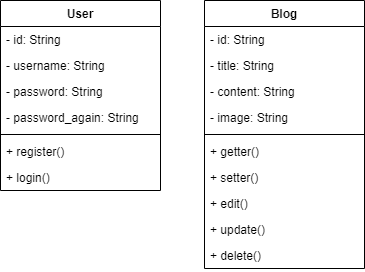 User
- id: String
- username: String
- password: String
- password_again: String
+ register()
+ login()
Blog
- id: String
- title: String
- content: String
- image: String
+ getter()
+ setter()
+ edit()
+ update()
+ delete()